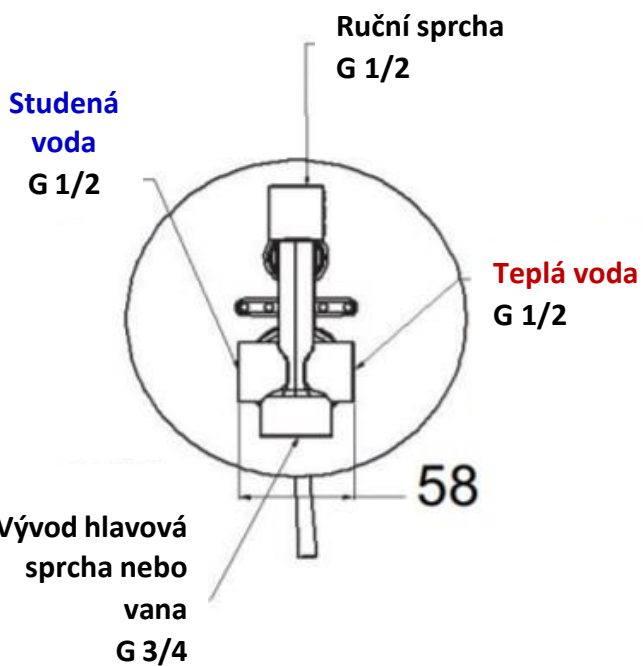 Ruční sprcha
G 1/2
Studená
voda
G 1/2
Teplá voda
G 1/2
58
Vývod hlavová
sprcha nebo
vana
G 3/4